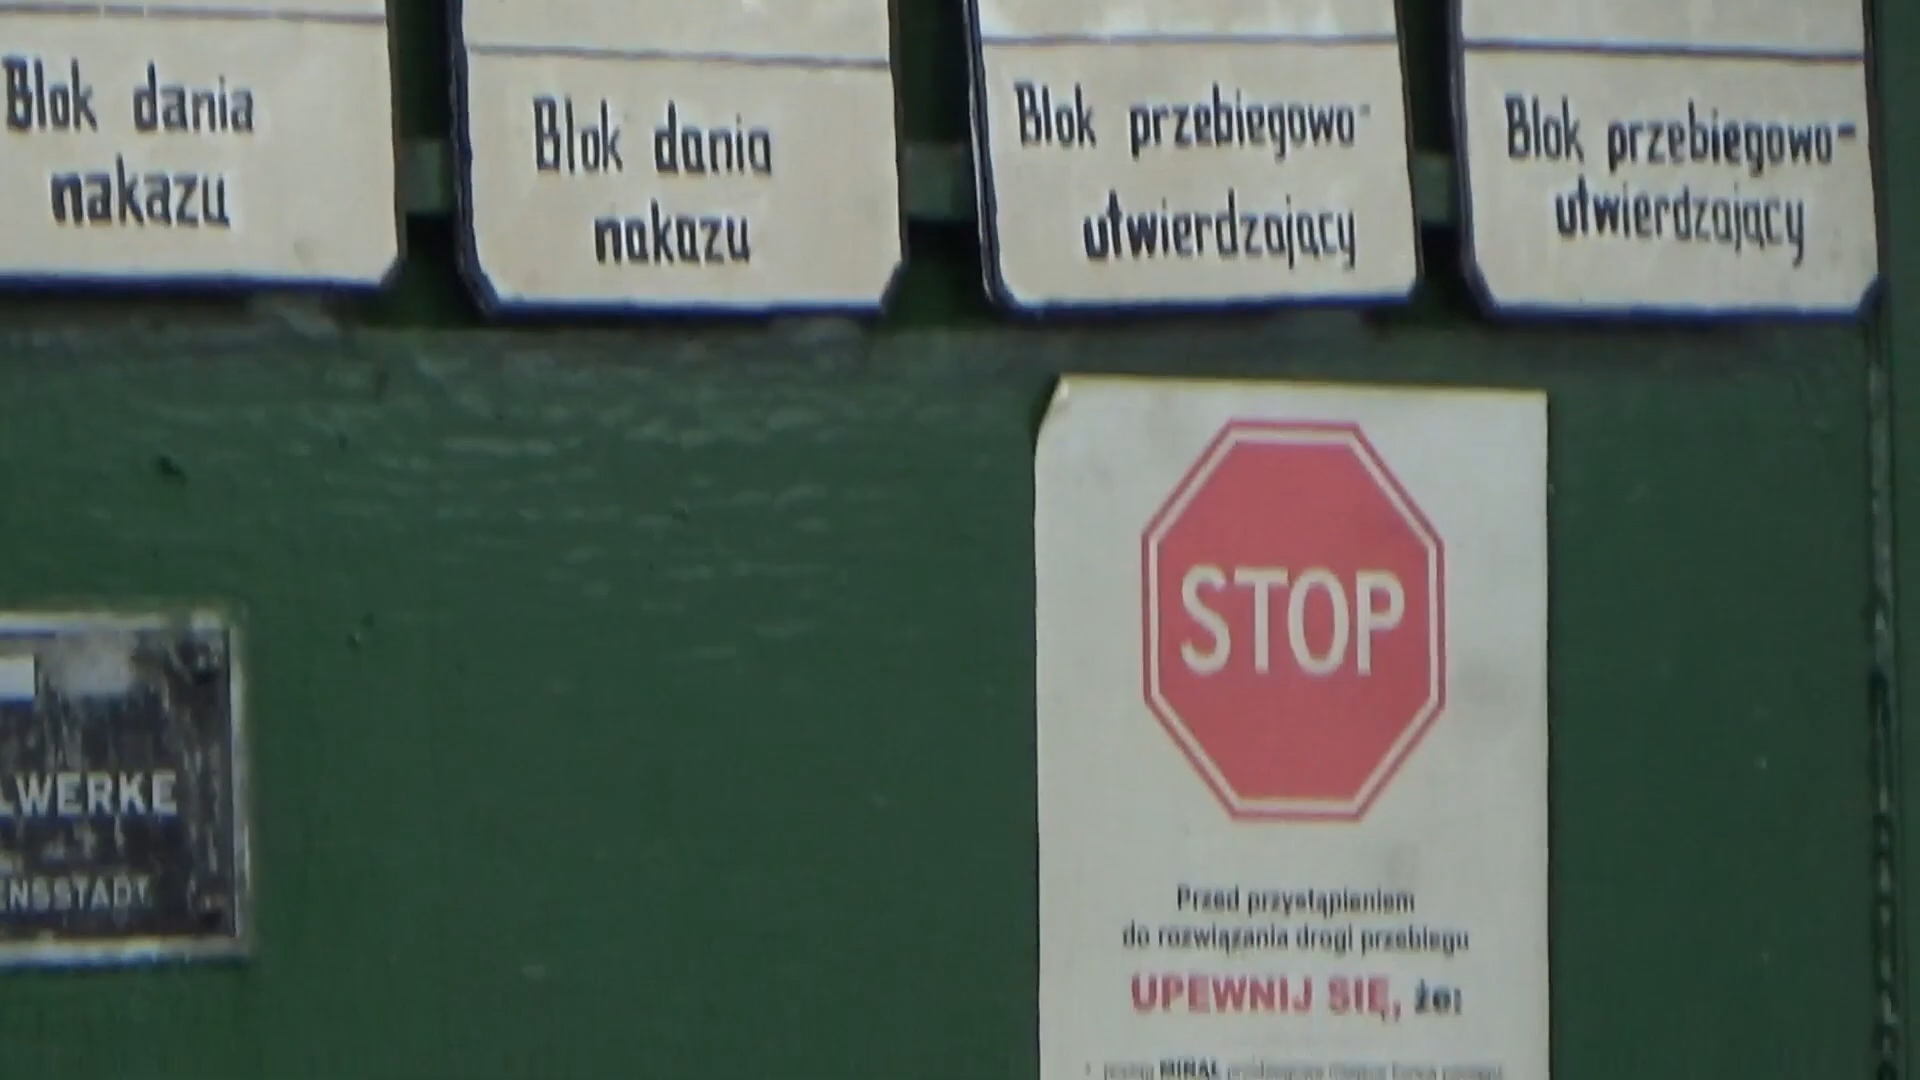 Blok dania
nakazu
Blok dania
nakazu
Blok przebiegowo-
utwierdzający
Blok przebiegowo-
utwierdzający
STOP
Przed przystąpieniem
do rozwiązania drogi przebiegu
UPEWNIJ SIĘ, że:
MINĄŁ
LWERKE
ENSSTADT